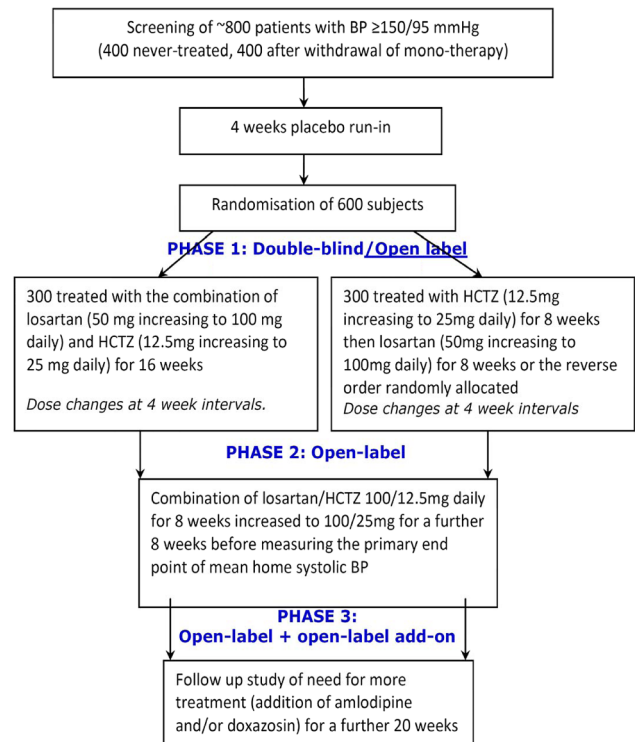 Screening of ~800 patients with BP ≥150/95 mmHg
(400 never-treated, 400 after withdrawal of mono-therapy)
4 weeks placebo run-in
Randomisation of 600 subjects
PHASE 1: Double-blind/Open label
300 treated with the combination of
losartan (50 mg increasing to 100 mg
daily) and HCTZ (12.5mg increasing to
25 mg daily) for 16 weeks
Dose changes at 4 week intervals.
300 treated with HCTZ (12.5mg
increasing to 25mg daily) for 8 weeks
then losartan (50mg increasing to
100mg daily) for 8 weeks or the reverse
order randomly allocated
Dose changes at 4 week intervals
PHASE 2: Open-label
Combination of losartan/HCTZ 100/12.5mg daily
for 8 weeks increased to 100/25mg for a further
8 weeks before measuring the primary end
point of mean home systolic BP
PHASE 3:
Open-label + open-label add-on
Follow up study of need for more
treatment (addition of amlodipine
and/or doxazosin) for a further 20 weeks